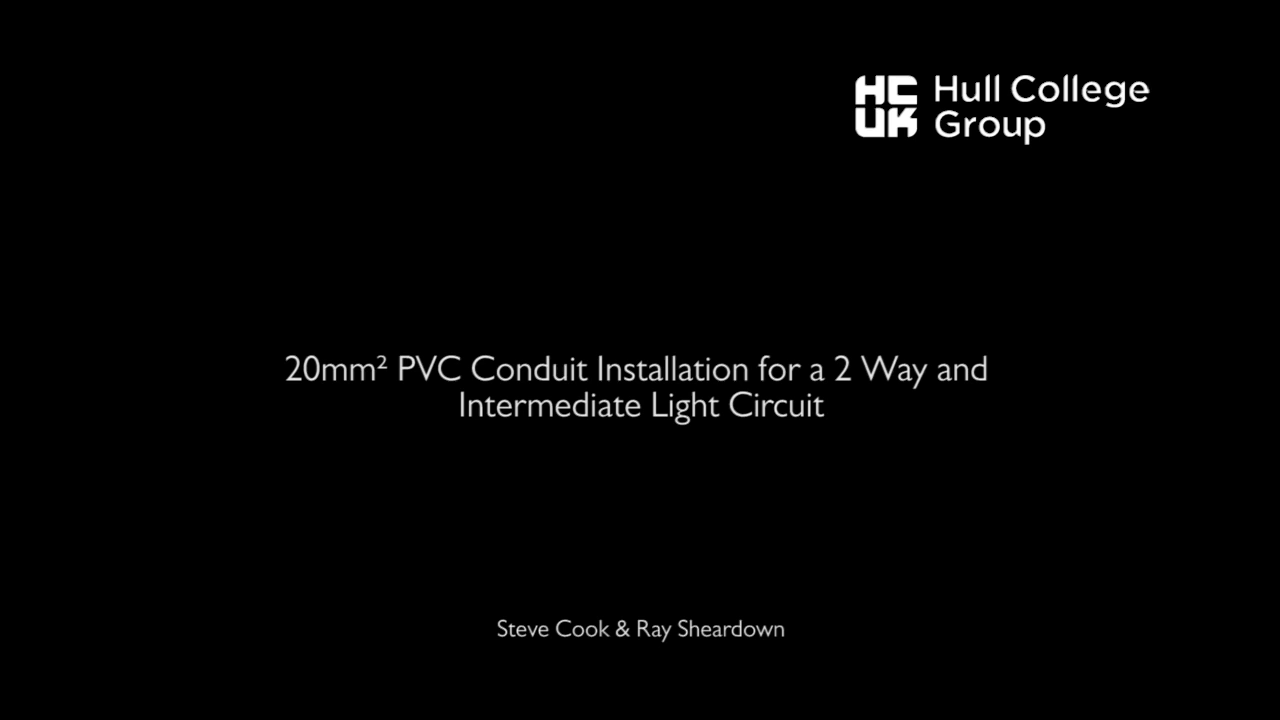 HC
UK
Hull College
Group
20mm² PVC Conduit Installation for a 2 Way and
Intermediate Light Circuit
Steve Cook & Ray Sheardown